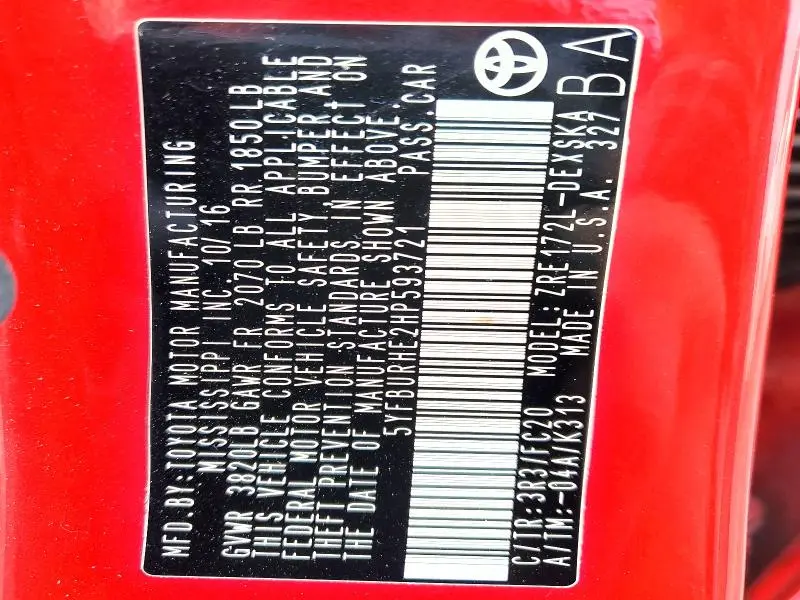 MFD.BY:TOYOTA MOTOR MANUFACTURING
MISSISSIPPI INC. 10/16
GVWR 3820LB GAWR FR 2070 LB RR 1850LB
THIS VEHICLE CONFORMS TO ALL APPLICABLE
FEDERAL MOTOR VEHICLE SAFETY, BUMPER,AND
THEFT PREVENTION STANDARDS IN EFFECT ON
THE DATE OF MANUFACTURE SHOWN ABOVE.
5YFBURHE2HP593721 PASS.CAR
C/TR:3R3/FC20 MODEL: ZRE172L-DEXSKA
A/TM:-04A/K313 MADE IN U.S.A. 327 BA